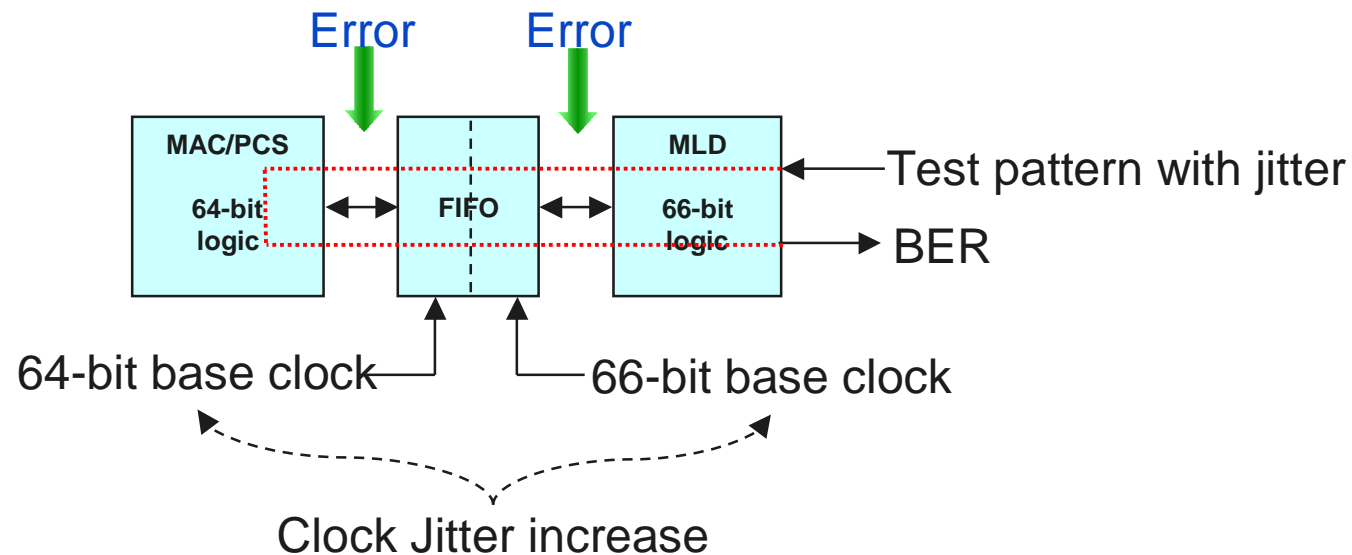 Error
Error
MAC/PCS
64-bit
logic
FIFO
MLD
66-bit
logic
Test pattern with jitter
BER
64-bit base clock
66-bit base clock
Clock Jitter increase